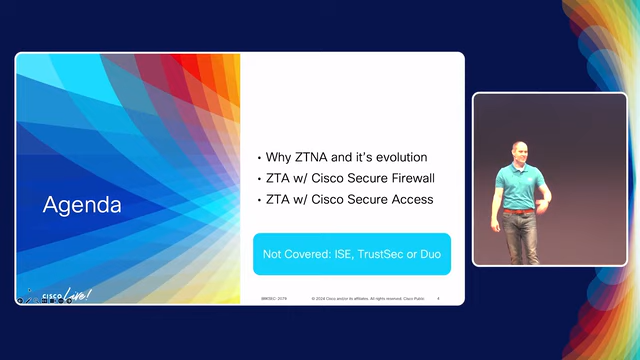 Agenda
• Why ZTNA and it's evolution
• ZTA w/ Cisco Secure Firewall
• ZTA w/ Cisco Secure Access
Not Covered: ISE, TrustSec or Duo
CISCO Live!
© 2024 Cisco and/or its affiliates. All rights reserved. Cisco Public